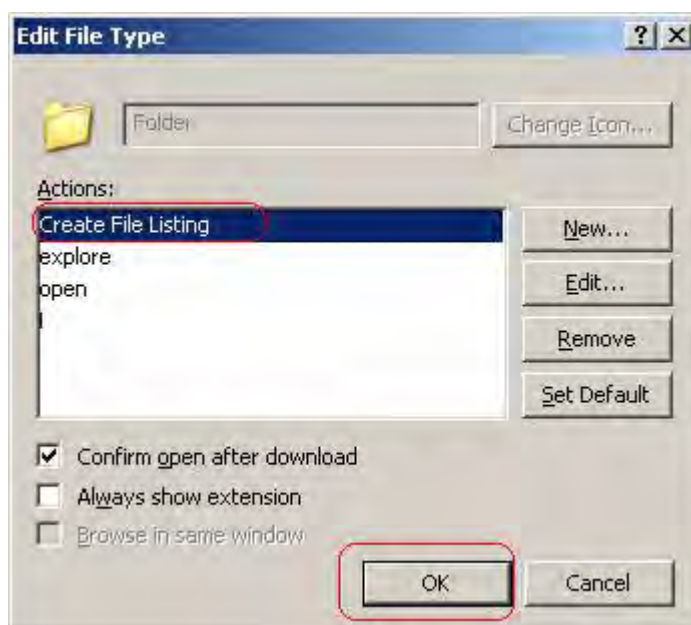 Edit File Type
Folder
Change Icon...
Actions:
Create File Listing
explore
open
New...
Edit...
Remove
Set Default
Confirm open after download
Always show extension
Browse in same window
OK
Cancel